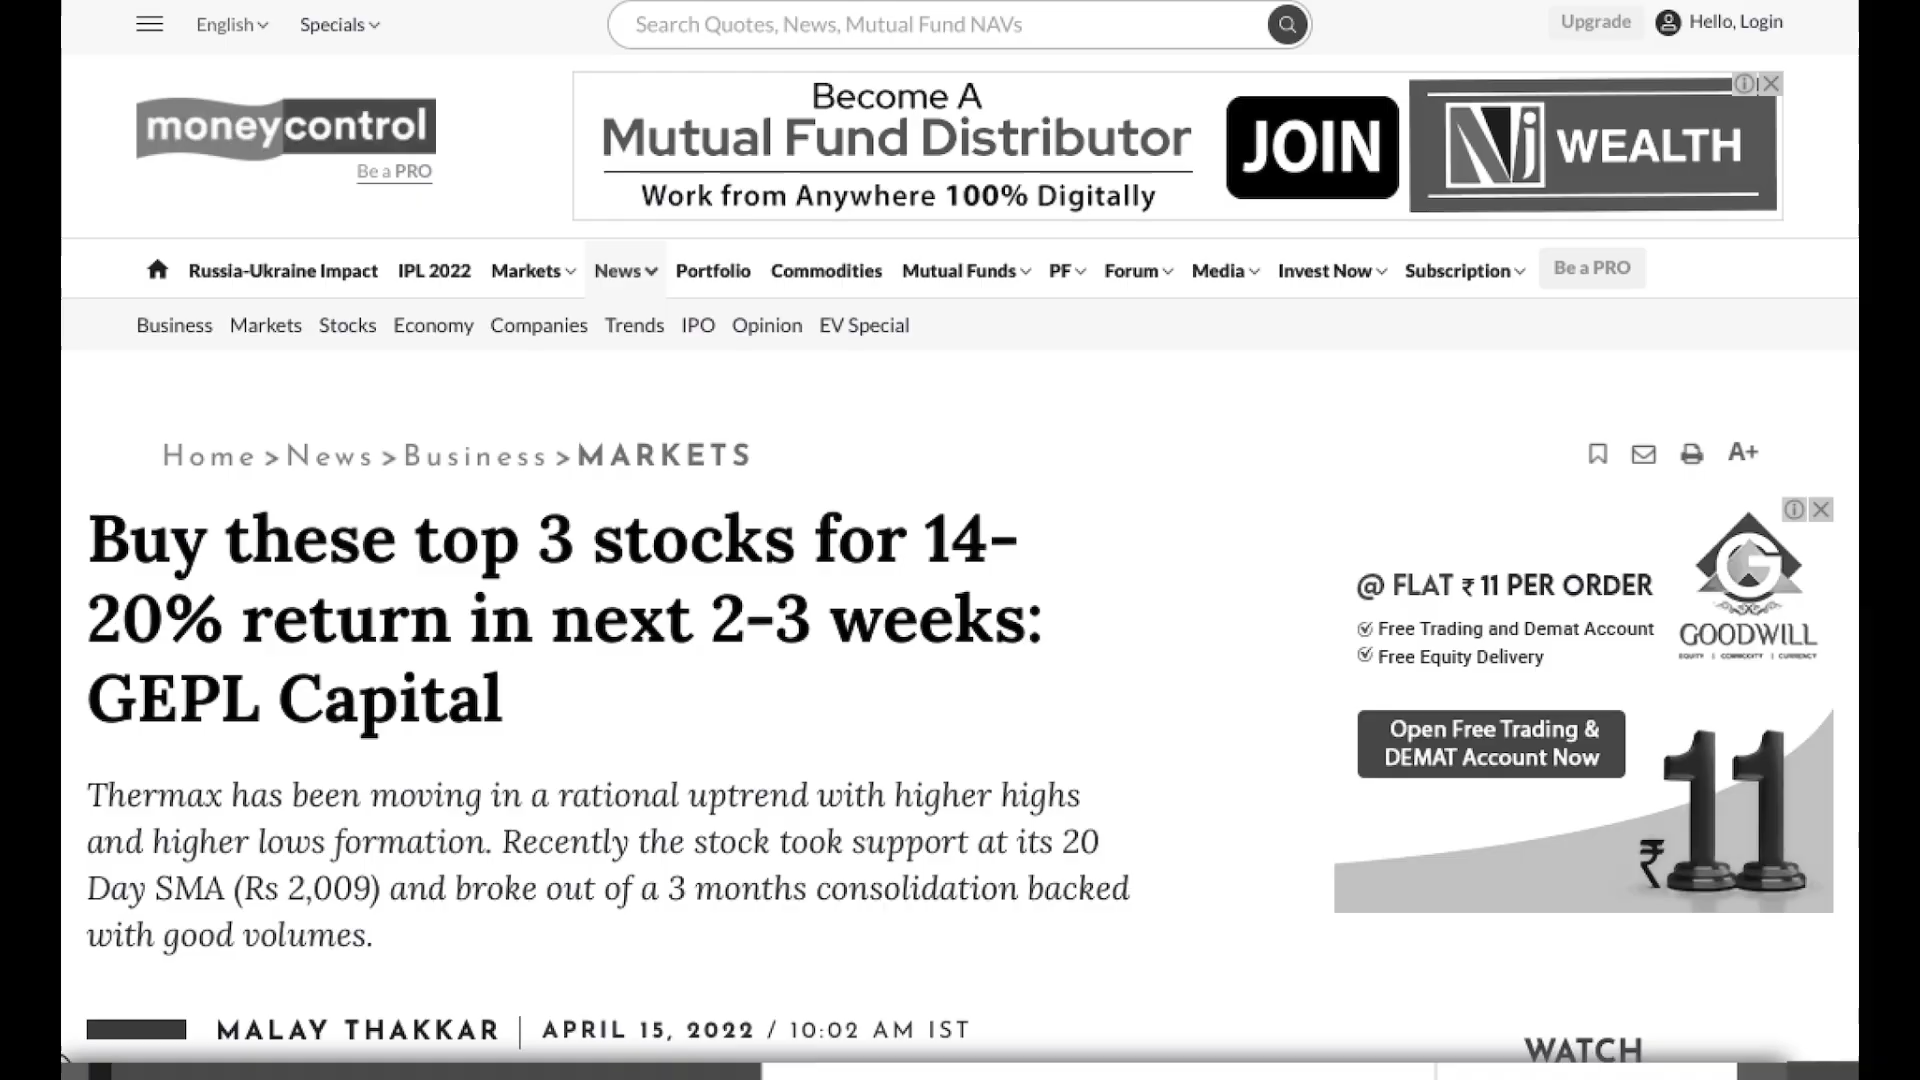 English Specials Search Quotes, News, Mutual Fund NAVs Upgrade Hello, Login
moneycontrol
Be a PRO
Become A
Mutual Fund Distributor
Work from Anywhere 100% Digitally
JOIN
Nj WEALTH
Russia-Ukraine Impact IPL 2022 Markets News Portfolio Commodities Mutual Funds PF Forum Media Invest Now Subscription Be a PRO
Business Markets Stocks Economy Companies Trends IPO Opinion EV Special
Home > News > Business > MARKETS
A+
Buy these top 3 stocks for 14-
20% return in next 2-3 weeks:
GEPL Capital
Thermax has been moving in a rational uptrend with higher highs
and higher lows formation. Recently the stock took support at its 20
Day SMA (Rs 2,009) and broke out of a 3 months consolidation backed
with good volumes.
MALAY THAKKAR | APRIL 15, 2022 / 10:02 AM IST
@ FLAT ₹ 11 PER ORDER
Free Trading and Demat Account
Free Equity Delivery
G
GOODWILL
EQUITY | COMMODITY | CURRENCY
Open Free Trading &
DEMAT Account Now
₹ 11
WATCH